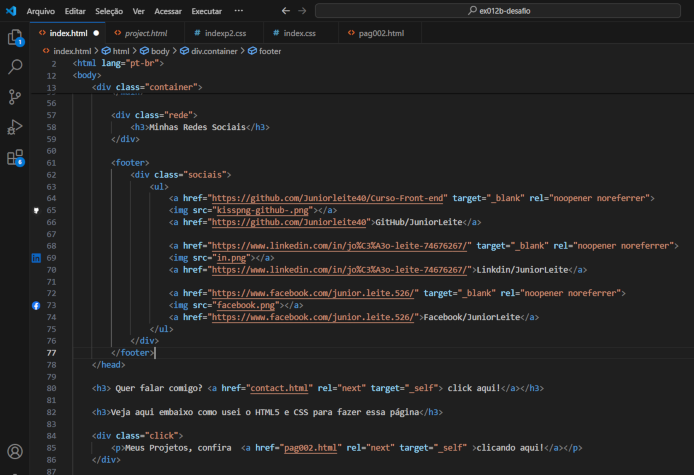 Arquivo Editar Seleção Ver Acessar Executar ··· ex012b-desafio
index.html project.html indexp2.css index.css pag002.html
index.html > html > body > div.container > footer
2 <html lang="pt-br">
12 <body>
13 <div class="container">
56
57 <div class="rede">
58 <h3>Minhas Redes Sociais</h3>
59 </div>
60
61 <footer>
62 <div class="sociais">
63 <ul>
64 <a href="https://github.com/Juniorleite40/Curso-Front-end" target="_blank" rel="noopener noreferrer">
65 <img src="kisspng-github-.png"></a>
66 <a href="https://github.com/Juniorleite40">GitHub/JuniorLeite</a>
67
68 <a href="https://www.linkedin.com/in/jo%C3%A3o-leite-74676267/" target="_blank" rel="noopener noreferrer">
69 <img src="in.png"></a>
70 <a href="https://www.linkedin.com/in/jo%C3%A3o-leite-74676267/">Linkdin/JuniorLeite</a>
71
72 <a href="https://www.facebook.com/junior.leite.526/" target="_blank" rel="noopener noreferrer">
73 <img src="facebook.png"></a>
74 <a href="https://www.facebook.com/junior.leite.526/">Facebook/JuniorLeite</a>
75 </ul>
76 </div>
77 </footer>
78 </head>
79
80 <h3> Quer falar comigo? <a href="contact.html" rel="next" target="_self"> click aqui!</a></h3>
81
82 <h3>Veja aqui embaixo como usei o HTML5 e CSS para fazer essa página</h3>
83
84 <div class="click">
85 <p>Meus Projetos, confira <a href="pag002.html" rel="next" target="_self" >clicando aqui!</a></p>
86 </div>
87